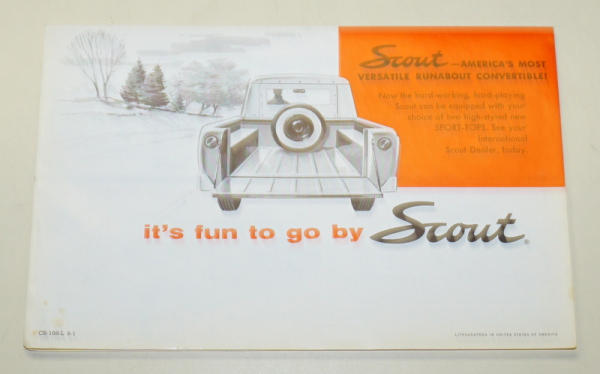 Scout —AMERICA'S MOST
VERSATILE RUNABOUT CONVERTIBLE!
Now the hard-working, hard-playing
Scout can be equipped with your
choice of two high-styled new
SPORT-TOPS. See your
International
Scout Dealer, today.
it's fun to go by Scout®
LITHOGRAPHED IN UNITED STATES OF AMERICA